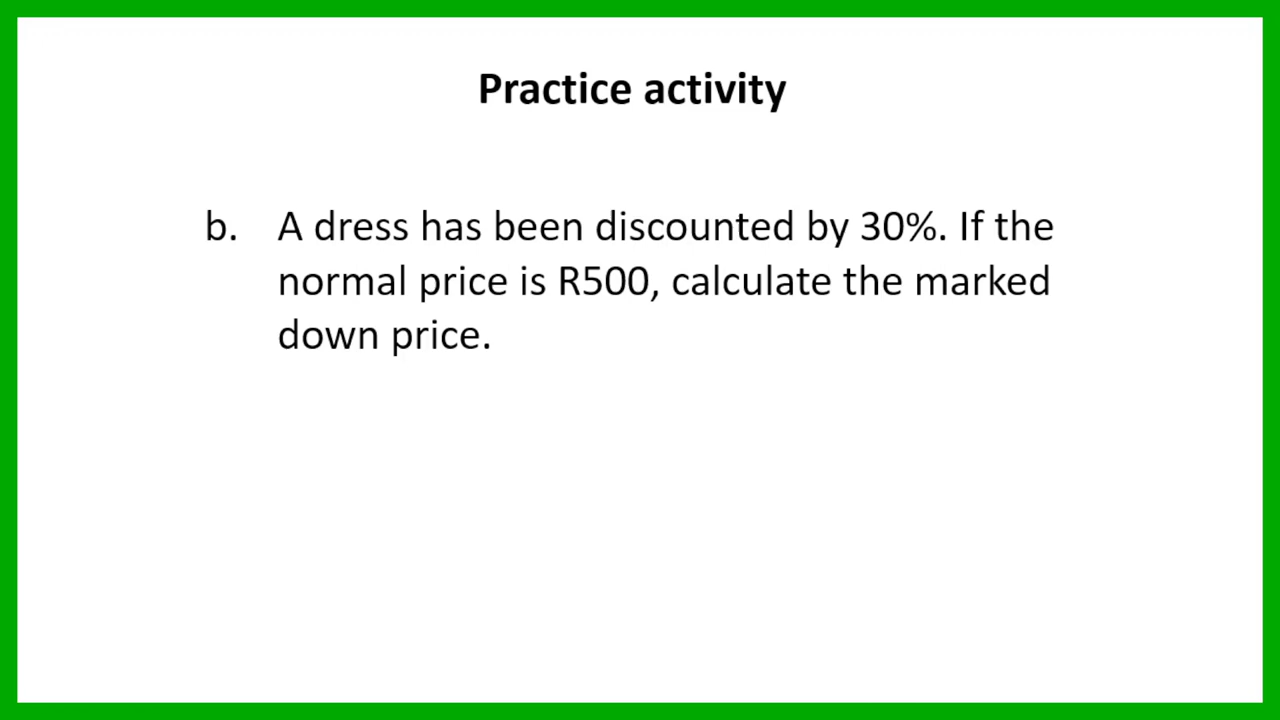 Practice activity
b. A dress has been discounted by 30%. If the
normal price is R500, calculate the marked
down price.